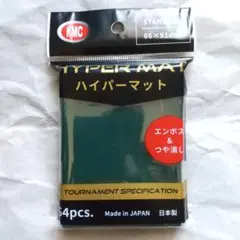 KMC
STAN
66×91m
HYPER MAT
ハイパーマット
エンボス
&
つや消し
TOURNAMENT SPECIFICATION
64pcs.
Made in JAPAN
日本製